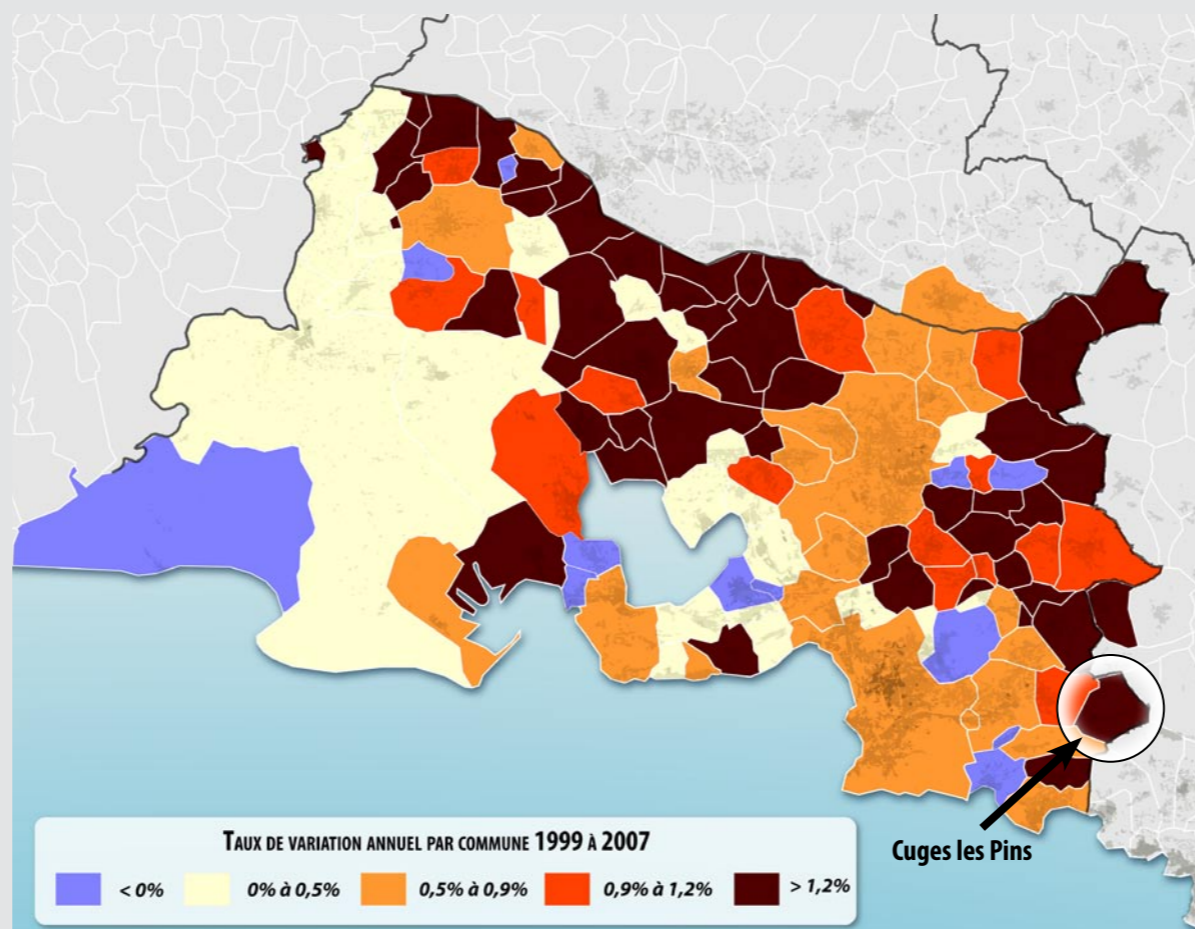 Cuges les Pins
TAUX DE VARIATION ANNUEL PAR COMMUNE 1999 À 2007
< 0% 0% à 0,5% 0,5% à 0,9% 0,9% à 1,2% > 1,2%